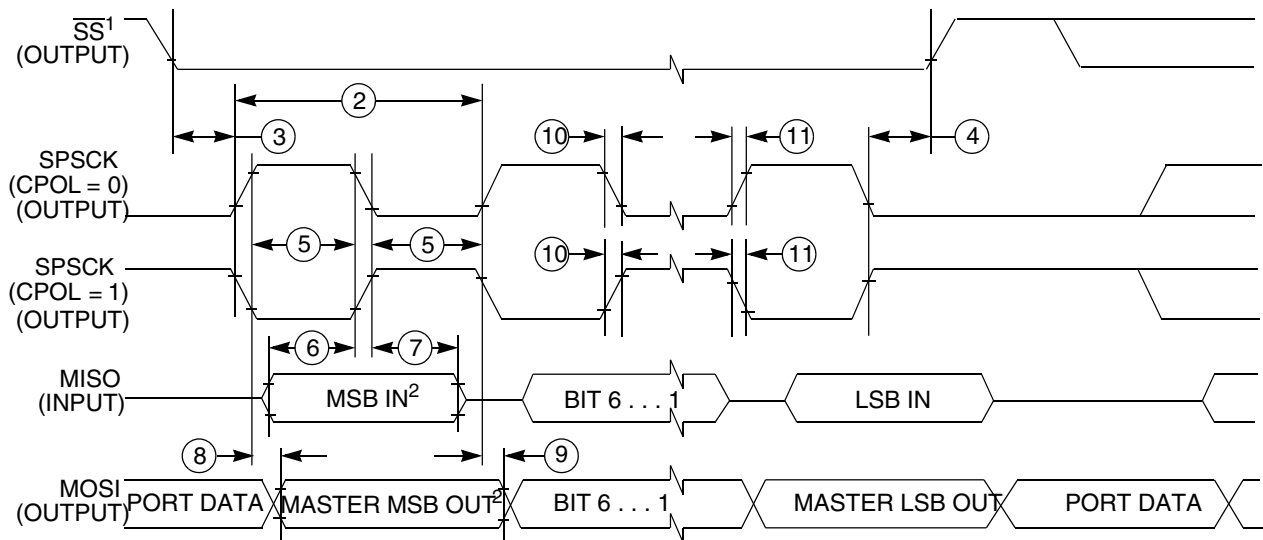 SS1
(OUTPUT)
2
3
10
11
4
SPSCK
(CPOL = 0)
(OUTPUT)
5
5
SPSCK
(CPOL = 1)
(OUTPUT)
10
11
6
7
MISO
(INPUT)
MSB IN2
BIT 6 . . . 1
LSB IN
8
9
MOSI
(OUTPUT)
PORT DATA
MASTER MSB OUT2
BIT 6 . . . 1
MASTER LSB OUT
PORT DATA